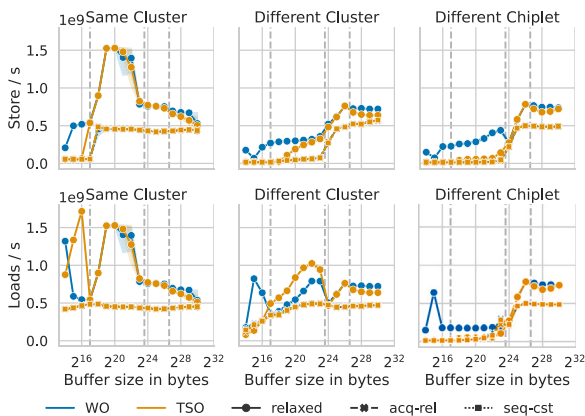 Same Cluster Different Cluster Different Chiplet
1e9
1.5
1.0
0.5
0.0
Store / s
Same Cluster Different Cluster Different Chiplet
1.5
1.0
0.5
0.0
Loads / s
2^16 2^20 2^24 2^28 2^32 2^16 2^20 2^24 2^28 2^32 2^16 2^20 2^24 2^28 2^32
Buffer size in bytes Buffer size in bytes Buffer size in bytes
WO TSO relaxed acq-rel seq-cst